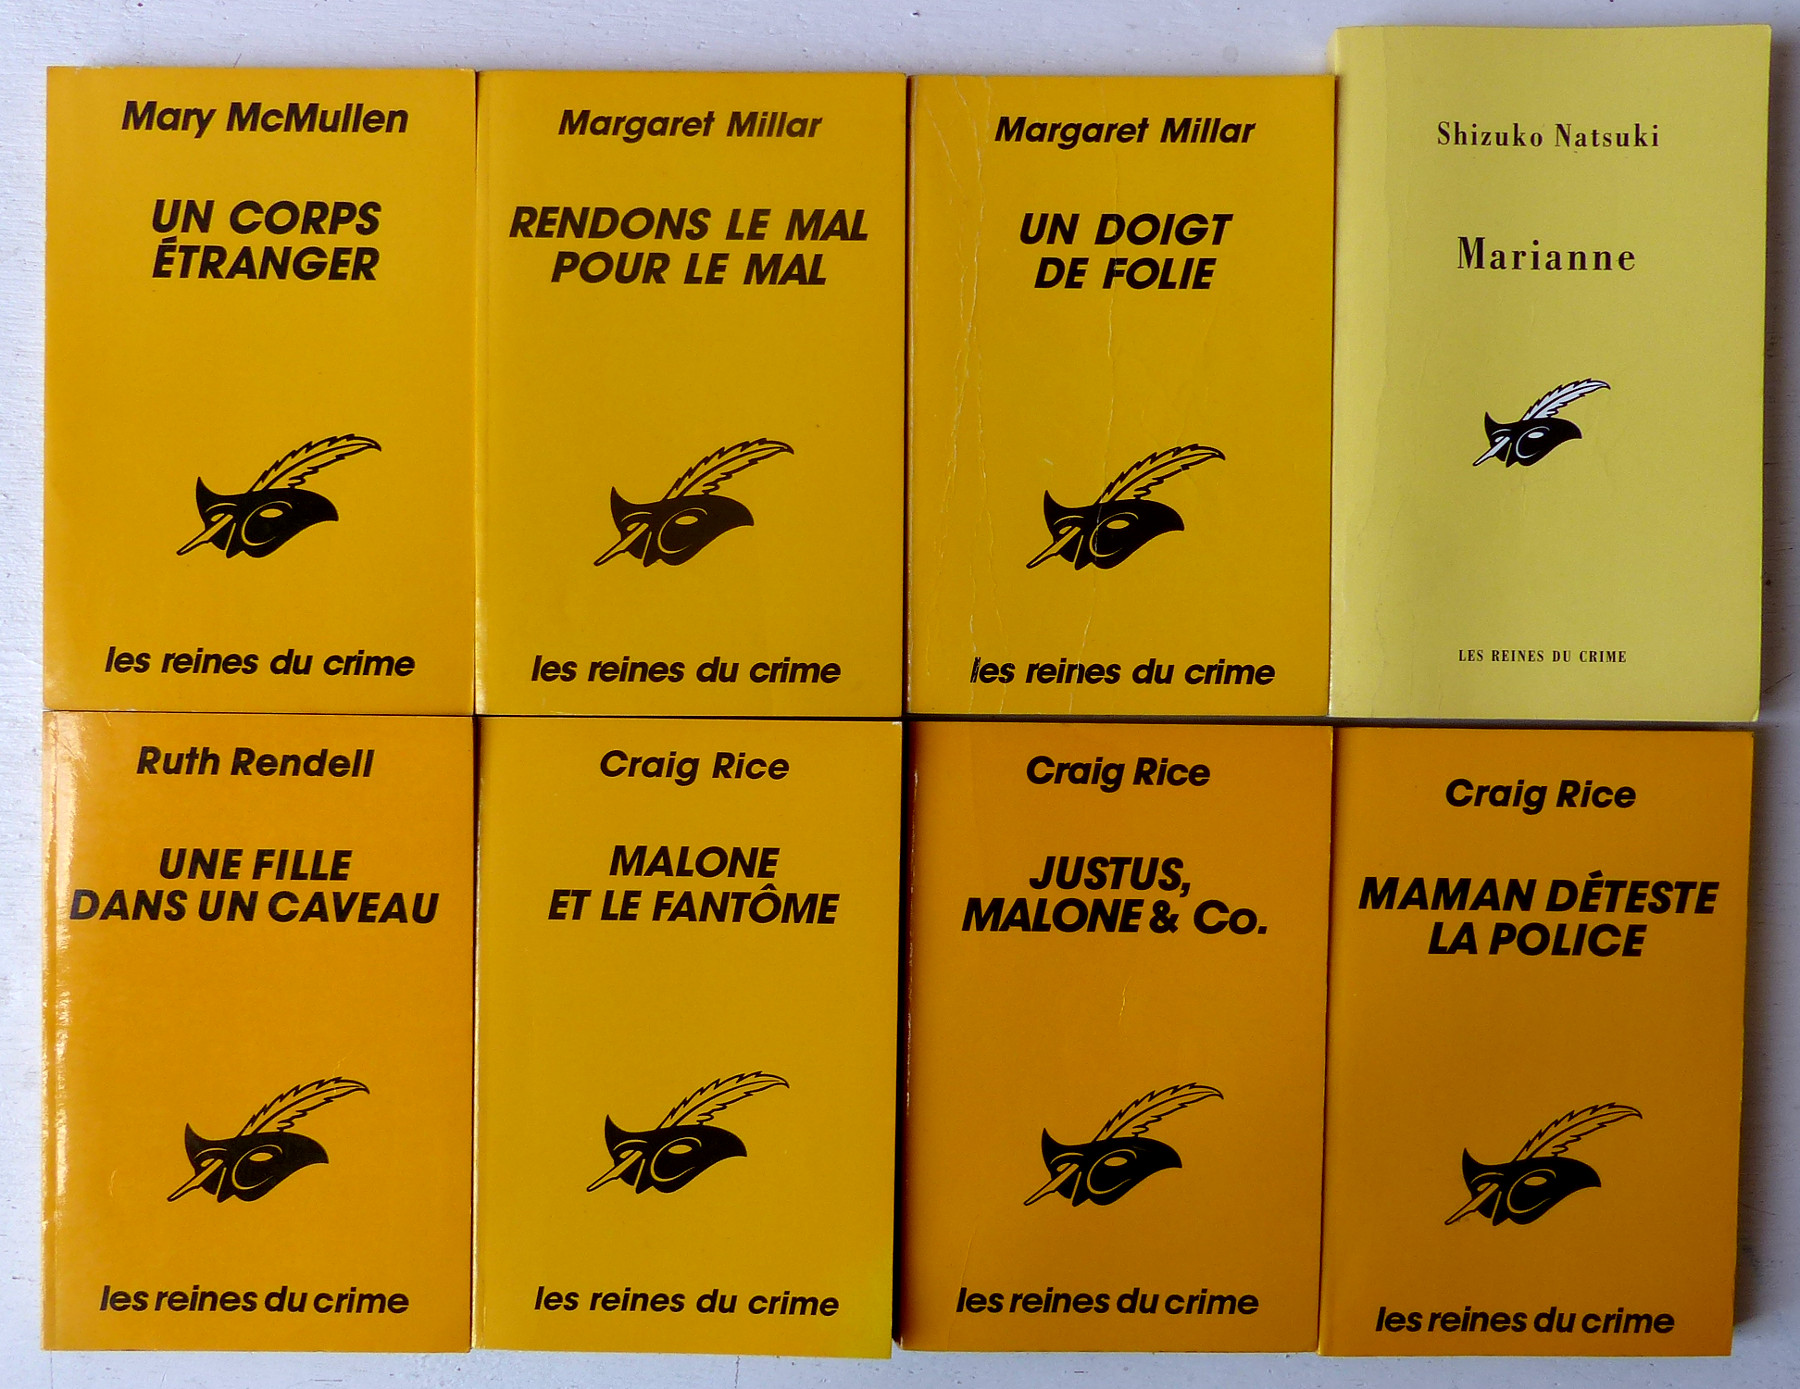 Mary McMullen
UN CORPS
ÉTRANGER
les reines du crime
Margaret Millar
RENDONS LE MAL
POUR LE MAL
les reines du crime
Margaret Millar
UN DOIGT
DE FOLIE
les reines du crime
Shizuko Natsuki
Marianne
LES REINES DU CRIME
Ruth Rendell
UNE FILLE
DANS UN CAVEAU
les reines du crime
Craig Rice
MALONE
ET LE FANTÔME
les reines du crime
Craig Rice
JUSTUS,
MALONE & Co.
les reines du crime
Craig Rice
MAMAN DÉTESTE
LA POLICE
les reines du crime